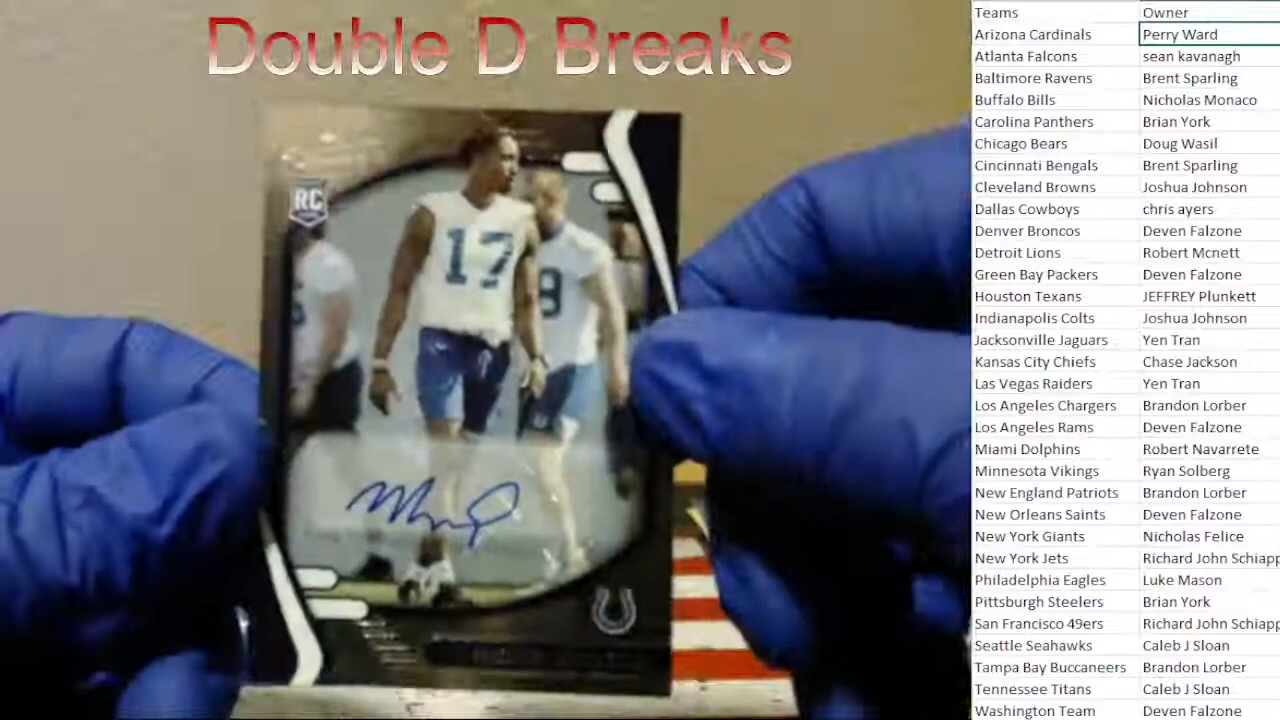 Double D Breaks
Teams Owner
Arizona Cardinals Perry Ward
Atlanta Falcons sean kavanagh
Baltimore Ravens Brent Sparling
Buffalo Bills Nicholas Monaco
Carolina Panthers Brian York
Chicago Bears Doug Wasil
Cincinnati Bengals Brent Sparling
Cleveland Browns Joshua Johnson
Dallas Cowboys chris ayers
Denver Broncos Deven Falzone
Detroit Lions Robert Mcnett
Green Bay Packers Deven Falzone
Houston Texans JEFFREY Plunkett
Indianapolis Colts Joshua Johnson
Jacksonville Jaguars Yen Tran
Kansas City Chiefs Chase Jackson
Las Vegas Raiders Yen Tran
Los Angeles Chargers Brandon Lorber
Los Angeles Rams Deven Falzone
Miami Dolphins Robert Navarrete
Minnesota Vikings Ryan Solberg
New England Patriots Brandon Lorber
New Orleans Saints Deven Falzone
New York Giants Nicholas Felice
New York Jets Richard John Schiapp
Philadelphia Eagles Luke Mason
Pittsburgh Steelers Brian York
San Francisco 49ers Richard John Schiapp
Seattle Seahawks Caleb J Sloan
Tampa Bay Buccaneers Brandon Lorber
Tennessee Titans Caleb J Sloan
Washington Team Deven Falzone
RC
17
8